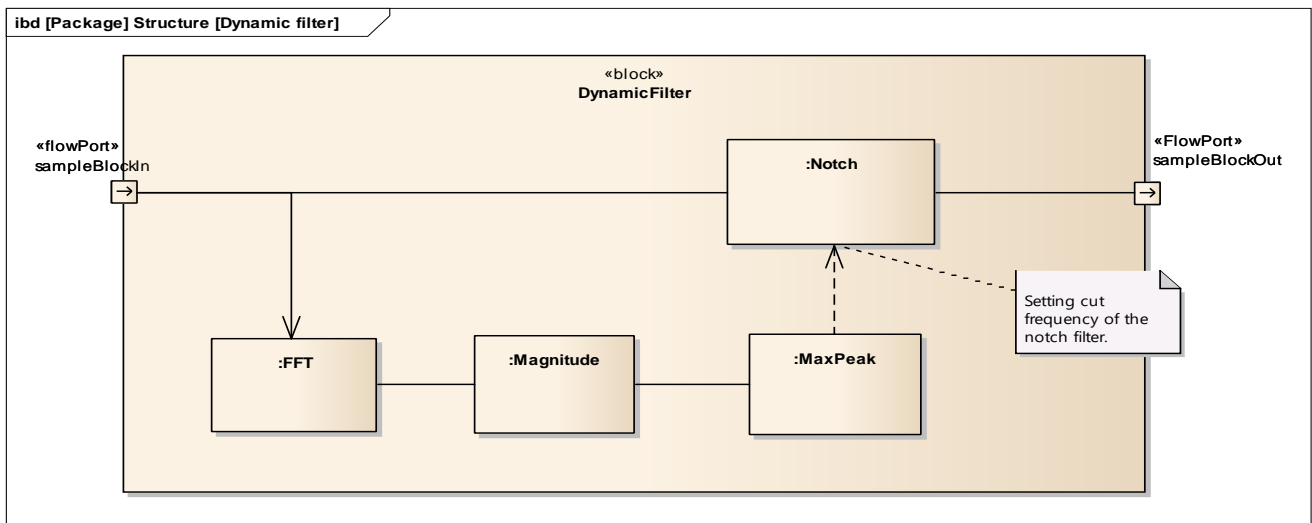 ibd [Package] Structure [Dynamic filter]
«block»
DynamicFilter
«flowPort»
sampleBlockIn
«FlowPort»
sampleBlockOut
:Notch
Setting cut
frequency of the
notch filter.
:FFT
:Magnitude
:MaxPeak